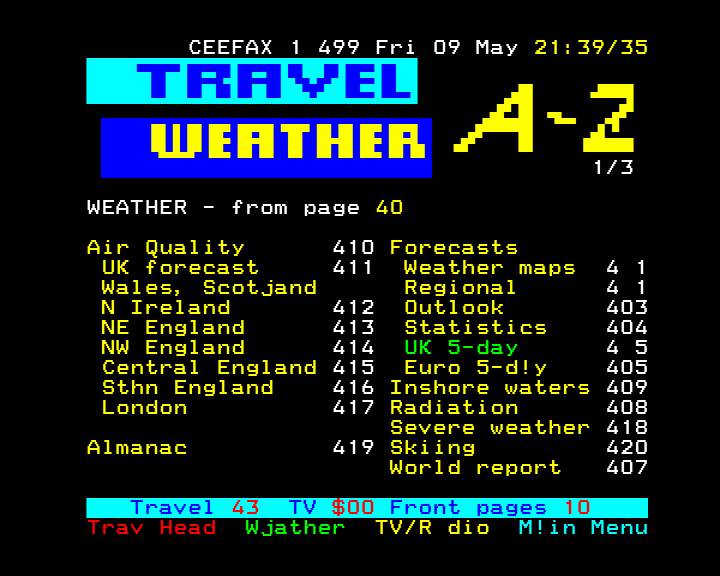 CEEFAX 1 499 Fri 09 May 21:39/35
TRAVEL
WEATHER
A-Z
1/3
WEATHER - from page 40
Air Quality 410 Forecasts
UK forecast 411 Weather maps 4 1
Wales, Scotjand Regional 4 1
N Ireland 412 Outlook 403
NE England 413 Statistics 404
NW England 414 UK 5-day 4 5
Central England 415 Euro 5-d!y 405
Sthn England 416 Inshore waters 409
London 417 Radiation 408
Severe weather 418
Almanac 419 Skiing 420
World report 407
Travel 43 TV $00 Front pages 10
Trav Head Wjather TV/R dio M!in Menu